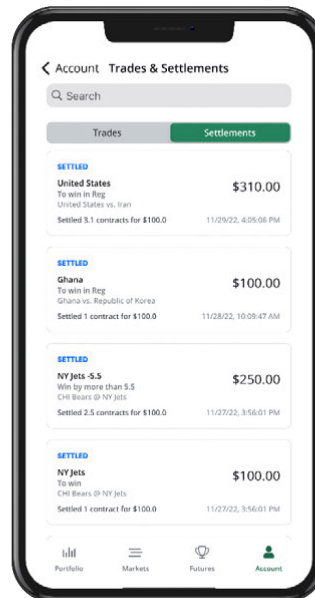 Account Trades & Settlements
Search
Trades Settlements
SETTLED
United States
$310.00
To win in Reg
United States vs. Iran
Settled 3.1 contracts for $100.0 11/29/22, 4:05:06 PM
SETTLED
Ghana
$100.00
To win in Reg
Ghana vs. Republic of Korea
Settled 1 contract for $100.0 11/28/22, 10:09:47 AM
SETTLED
NY Jets -5.5
$250.00
Win by more than 5.5
CHI Bears @ NY Jets
Settled 2.5 contracts for $100.0 11/27/22, 3:56:01 PM
SETTLED
NY Jets
$100.00
To win
CHI Bears @ NY Jets
Settled 1 contract for $100.0 11/27/22, 3:56:01 PM
Portfolio Markets Futures Account